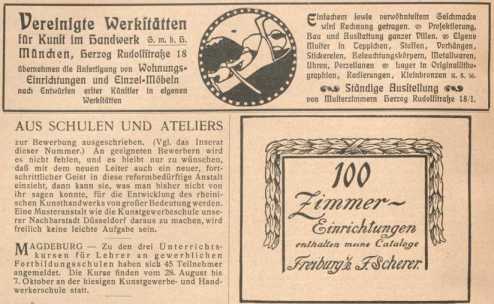 Vereinigte Werkstätten
für Kunst im Handwerk G. m. b. H.
München, Herzog Rudolfstraße 18
übernehmen die Anfertigung von Wohnungs-
Einrichtungen und Einzel-Möbeln
nach Entwürfen erster Künstler in eigenen
Werkstätten
Einfachem sowie verwöhntestem Geschmacke
wird Rechnung getragen. Projektierung,
Bau und Ausstattung ganzer Villen. Eigene
Muster in Teppichen, Stoffen, Vorhängen,
Stickereien, Beleuchtungskörpern, Metallwaren,
Uhren, Porzellanen Lager in Originallitho-
graphien, Radierungen, Kleinbronzen u. s. w.
Ständige Ausstellung
von Musterzimmern Herzog Rudolfstraße 18/1.
AUS SCHULEN UND ATELIERS
zur Bewerbung ausgeschrieben. (Vgl. das Inserat
dieser Nummer.) An geeigneten Bewerbern wird
es nicht fehlen, und es bleibt nur zu wünschen,
daß mit dem neuen Leiter auch ein neuer, fort-
schrittlicher Geist in diese reformbedürftige Anstalt
einzieht, dann kann sie, was man bisher nicht von
ihr sagen konnte, für die Entwicklung des rheini-
schen Kunsthandwerks von großer Bedeutung werden.
Eine Musteranstalt wie die Kunstgewerbeschule unse-
rer Nachbarstadt Düsseldorf daraus zu machen, wird
freilich keine leichte Aufgabe sein.
MAGDEBURG — Zu den drei Unterrichts-
kursen für Lehrer an gewerblichen
Fortbildungsschulen haben sich 45 Teilnehmer
angemeldet. Die Kurse finden vom 28. August bis
7. Oktober an der hiesigen Kunstgewerbe- und Hand-
werkerschule statt.
100
Zimmer-
Einrichtungen
enthalten meine Cataloge
Freiburg i/B F. Scherer.